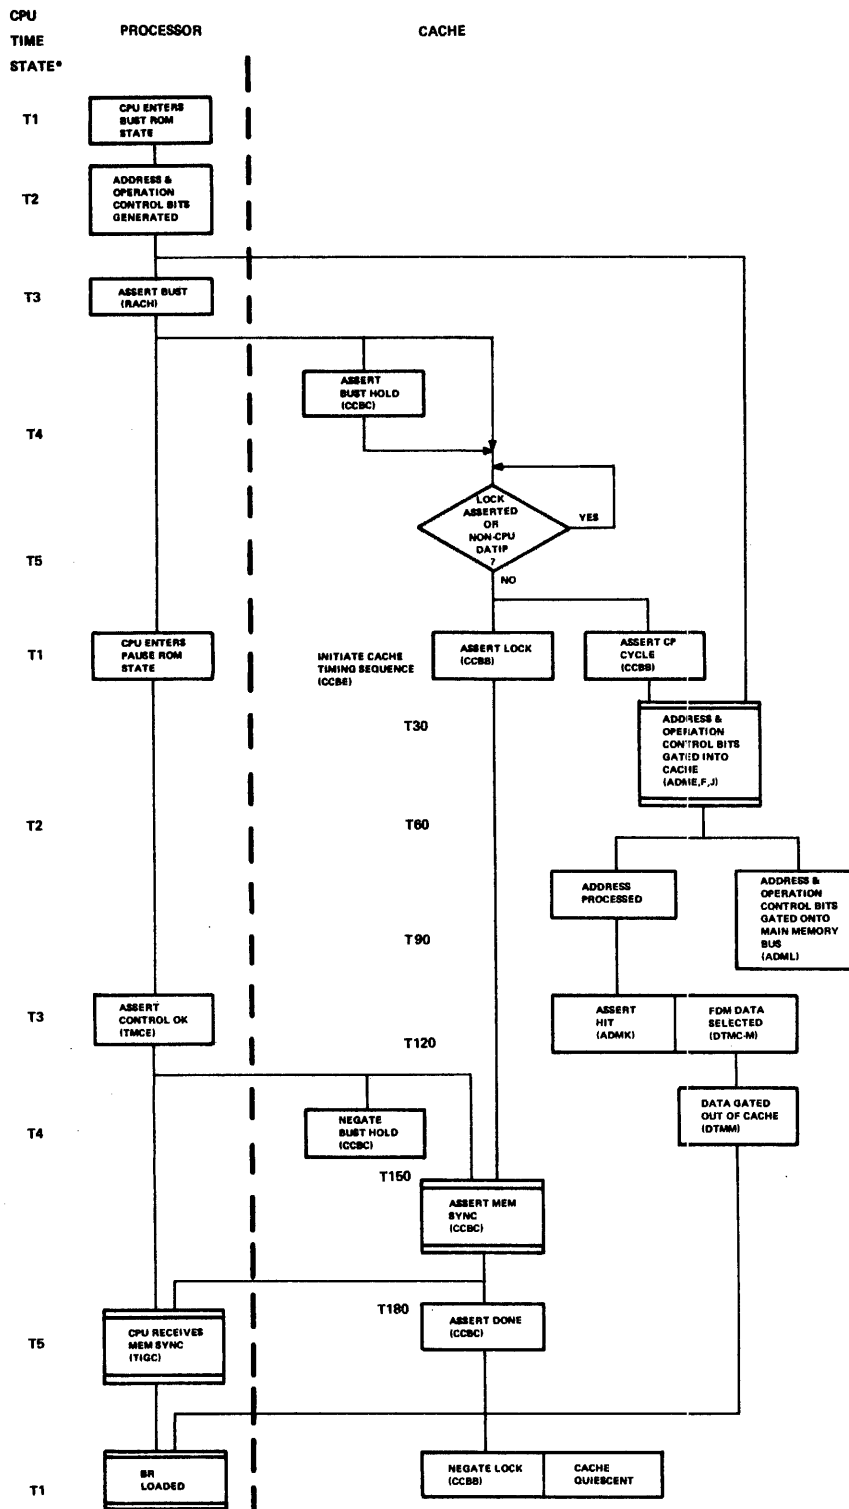 CPU
TIME
STATE*
PROCESSOR
CACHE
T1
CPU ENTERS
BUST ROM
STATE
T2
ADDRESS &
OPERATION
CONTROL BITS
GENERATED
T3
ASSERT BUST
(RACH)
ASSERT
BUST HOLD
(CCBC)
T4
LOCK
ASSERTED
OR
NON-CPU
DATIP
?
YES
T5
NO
T1
CPU ENTERS
PAUSE ROM
STATE
INITIATE CACHE
TIMING SEQUENCE
(CCBE)
ASSERT LOCK
(CCBB)
ASSERT CP
CYCLE
(CCBB)
T30
ADDRESS &
OPERATION
CONTROL BITS
GATED INTO
CACHE
(ADME,F,J)
T2
T60
ADDRESS
PROCESSED
ADDRESS &
OPERATION
CONTROL BITS
GATED ONTO
MAIN MEMORY
BUS
(ADML)
T90
T3
ASSERT
CONTROL OK
(TMCE)
ASSERT
HIT
(ADMK)
FDM DATA
SELECTED
(DTMC-M)
T120
T4
NEGATE
BUST HOLD
(CCBC)
DATA GATED
OUT OF CACHE
(DTMM)
T150
ASSERT MEM
SYNC
(CCBC)
T180
ASSERT DONE
(CCBC)
T5
CPU RECEIVES
MEM SYNC
(TIGC)
T1
BR
LOADED
NEGATE LOCK
(CCBB)
CACHE
QUIESCENT